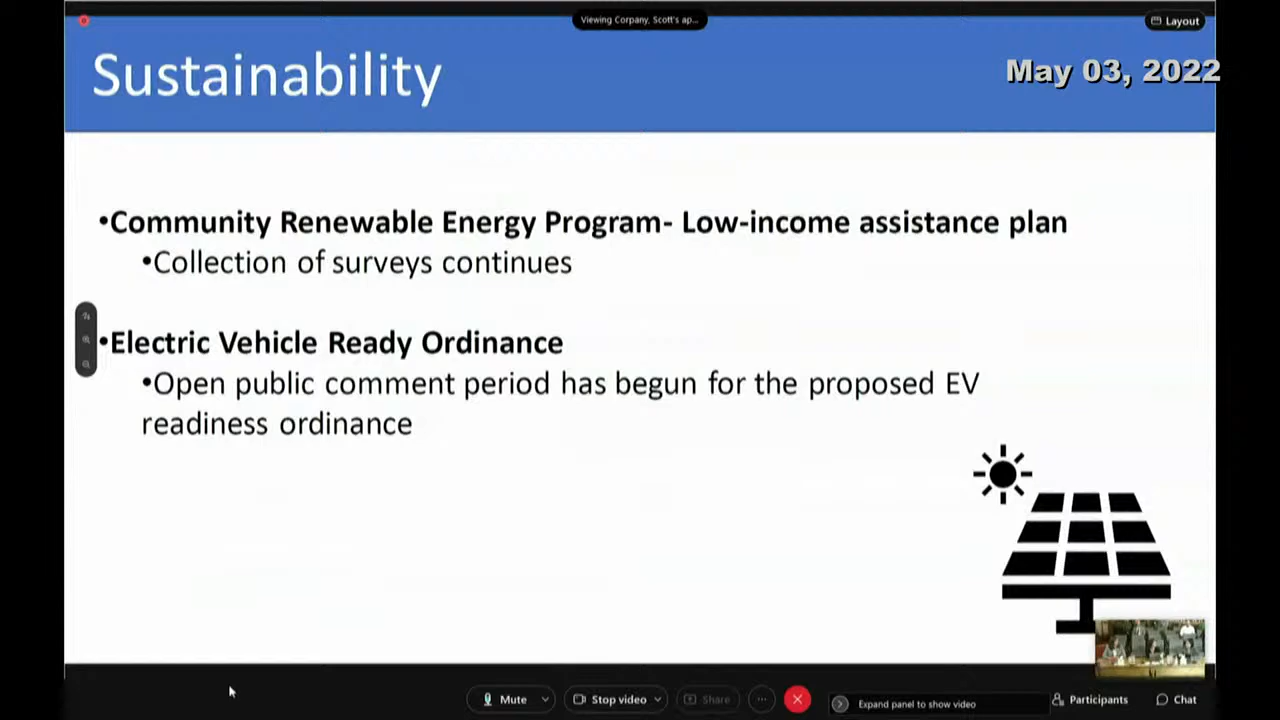 Viewing Corpany, Scott's ap...
Layout
Sustainability
May 03, 2022
•Community Renewable Energy Program- Low-income assistance plan
•Collection of surveys continues
•Electric Vehicle Ready Ordinance
•Open public comment period has begun for the proposed EV
readiness ordinance
Mute
Stop video
Share
Expand panel to show video
Participants
Chat